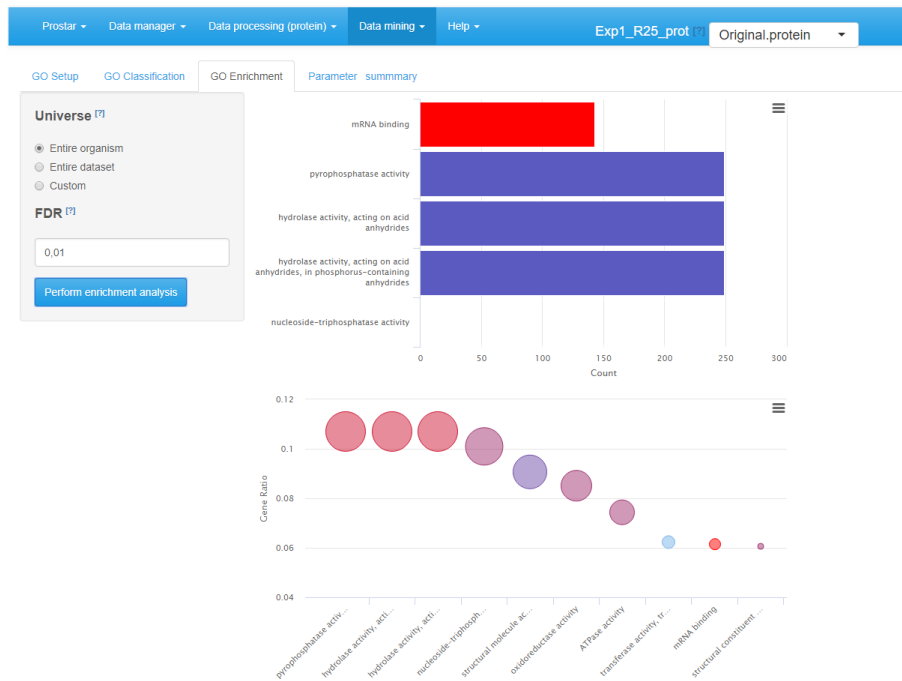 Prostar Data manager Data processing (protein) Data mining Help Exp1_R25_prot [?] Original.protein
GO Setup GO Classification GO Enrichment Parameter summmary
Universe [?]
Entire organism
Entire dataset
Custom
FDR [?]
0,01
Perform enrichment analysis
mRNA binding
pyrophosphatase activity
hydrolase activity, acting on acid
anhydrides
hydrolase activity, acting on acid
anhydrides, in phosphorus-containing
anhydrides
nucleoside-triphosphatase activity
0 50 100 150 200 250 300
Count
0.12
0.1
0.08
0.06
0.04
Gene Ratio
pyrophosphatase activ...
hydrolase activity, acti...
hydrolase activity, acti...
nucleoside-triphosph...
structural molecule ac...
oxidoreductase activity
ATPase activity
transferase activity, tr...
mRNA binding
structural constituent ...